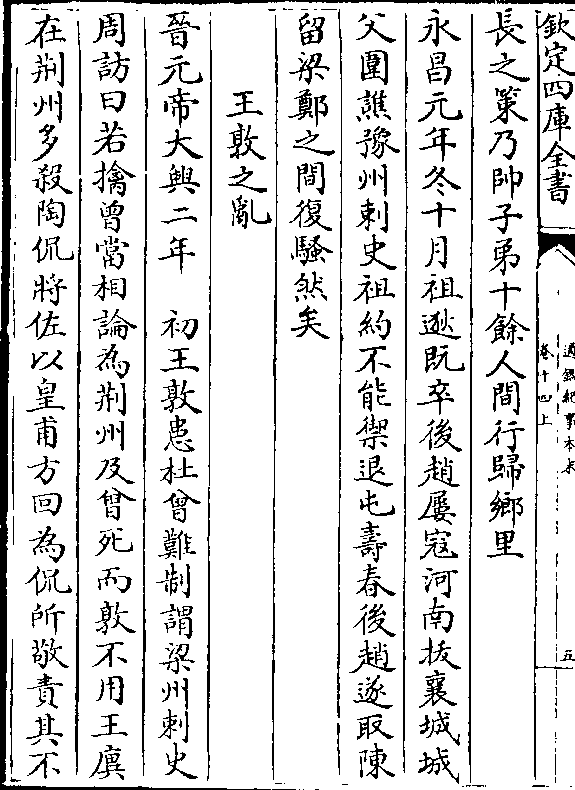 欽定四庫全書
通鑑紀事本末
卷十四上
五
長之策乃帥子弟十餘人間行歸鄉里
永昌元年冬十月祖逖既卒後趙屢寇河南拔襄城城
父圍譙豫州刺史祖約不能禦退屯壽春後趙遂取陳
留梁鄭之間復騷然矣
王敦之亂
晉元帝大興二年 初王敦患杜曾難制謂梁州刺史
周訪曰若擒曾當相論為荆州及曾死而敦不用王廙
在荆州多殺陶侃將佐以皇甫方回為侃所敬責其不